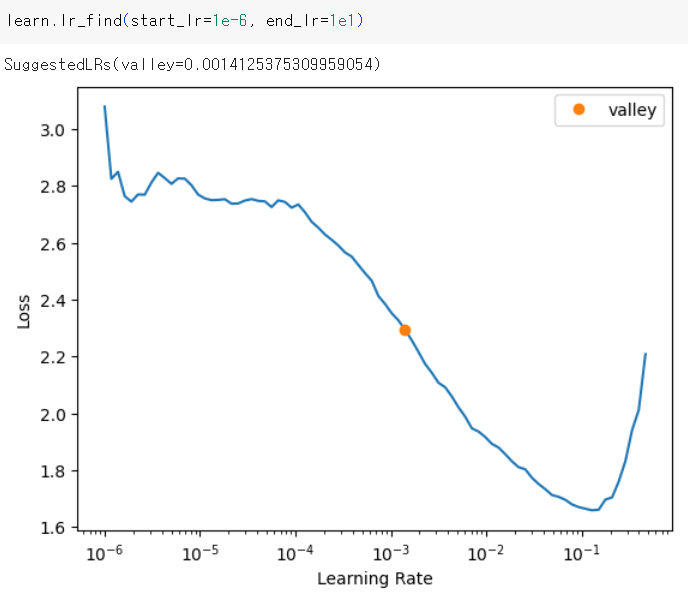 learn.lr_find(start_lr=1e-6, end_lr=1e1)
SuggestedLRs(valley=0.0014125375309959054)
valley
3.0
2.8
2.6
2.4
2.2
2.0
1.8
1.6
Loss
10⁻⁶ 10⁻⁵ 10⁻⁴ 10⁻³ 10⁻² 10⁻¹
Learning Rate